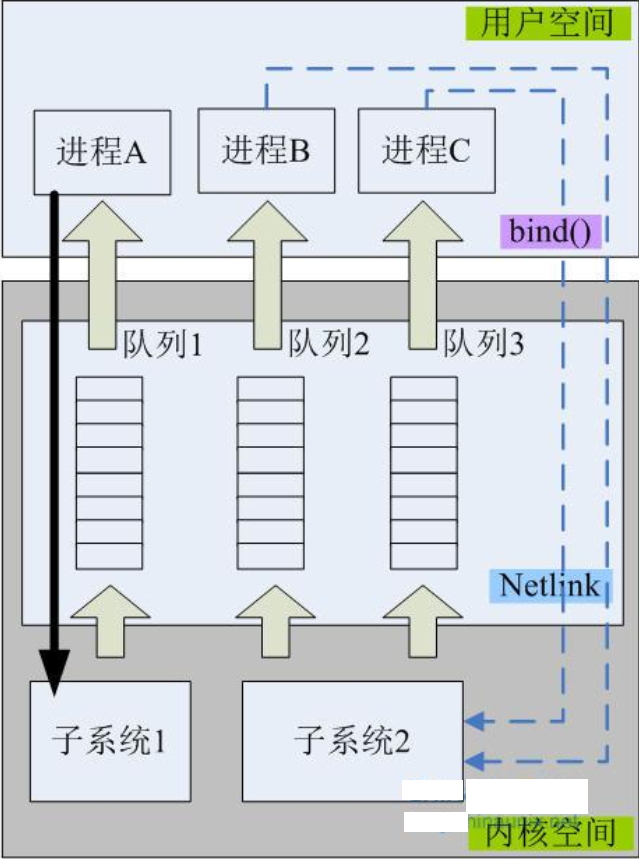 用户空间
进程A
进程B
进程C
bind()
队列1
队列2
队列3
Netlink
子系统1
子系统2
内核空间